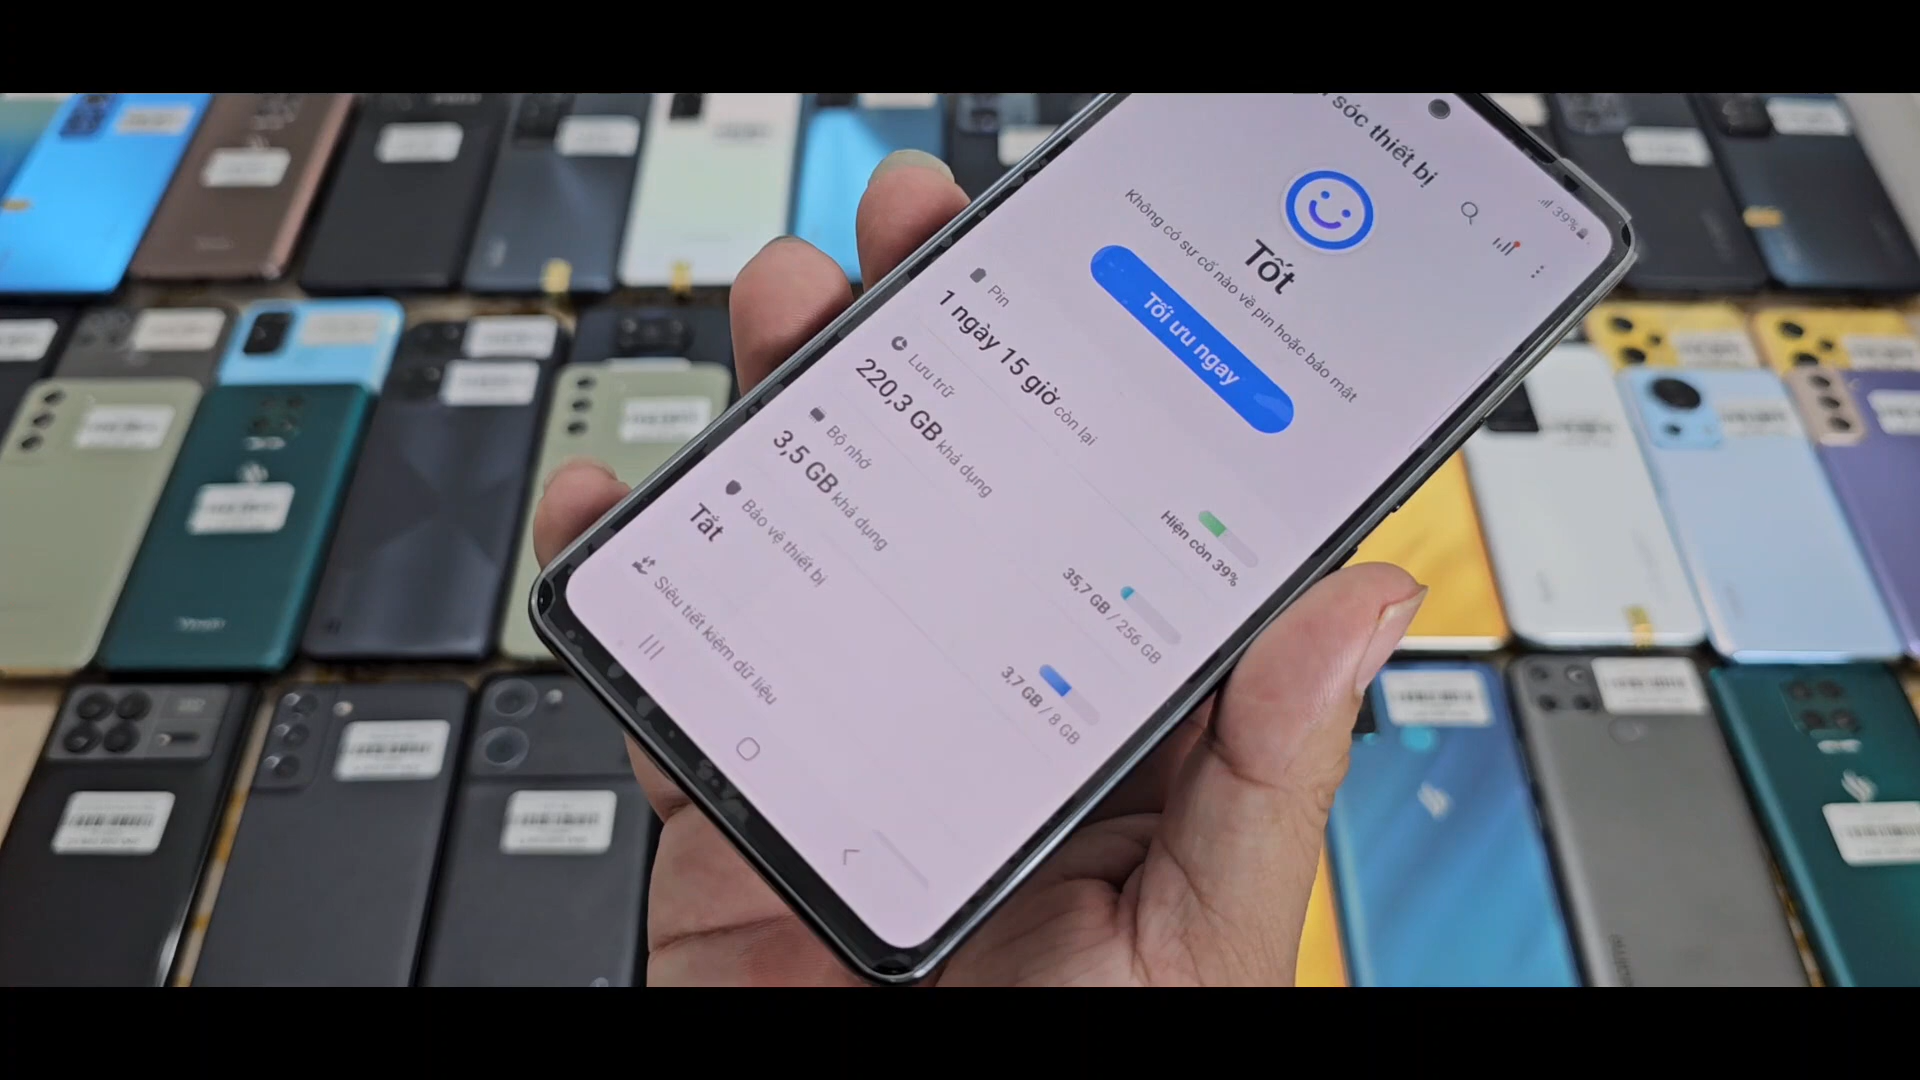 sóc thiết bị
39%
Tốt
Không có sự cố nào về pin hoặc bảo mật
Tối ưu ngay
Pin
1 ngày 15 giờ còn lại
Hiện còn 39%
Lưu trữ
220,3 GB khả dụng
35,7 GB / 256 GB
Bộ nhớ
3,5 GB khả dụng
3,7 GB / 8 GB
Bảo vệ thiết bị
Tắt
Siêu tiết kiệm dữ liệu